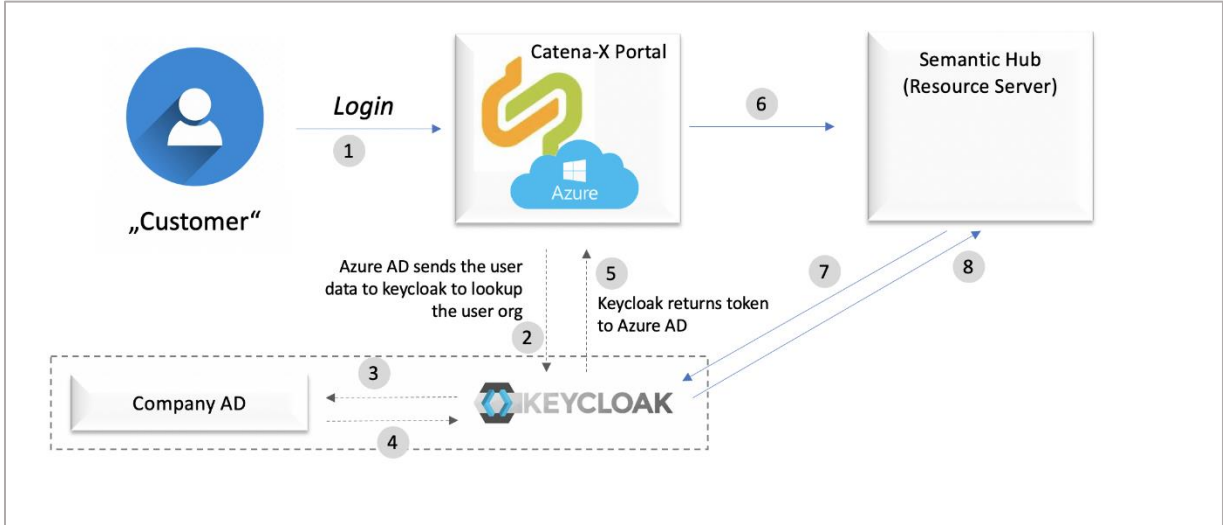 Catena-X Portal
Semantic Hub
(Resource Server)
Login
1
6
Azure
„Customer“
Azure AD sends the user
data to keycloak to lookup
the user org
2
5
Keycloak returns token
to Azure AD
7
8
3
Company AD
KEYCLOAK
4